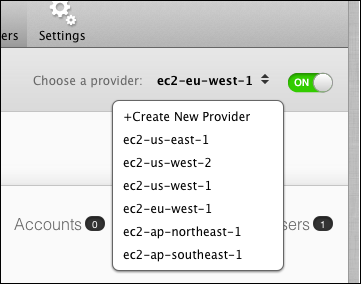 ers Settings
Choose a provider: ec2-eu-west-1 ON
+Create New Provider
ec2-us-east-1
ec2-us-west-2
ec2-us-west-1
ec2-eu-west-1
ec2-ap-northeast-1
ec2-ap-southeast-1
Accounts 0 sers 1